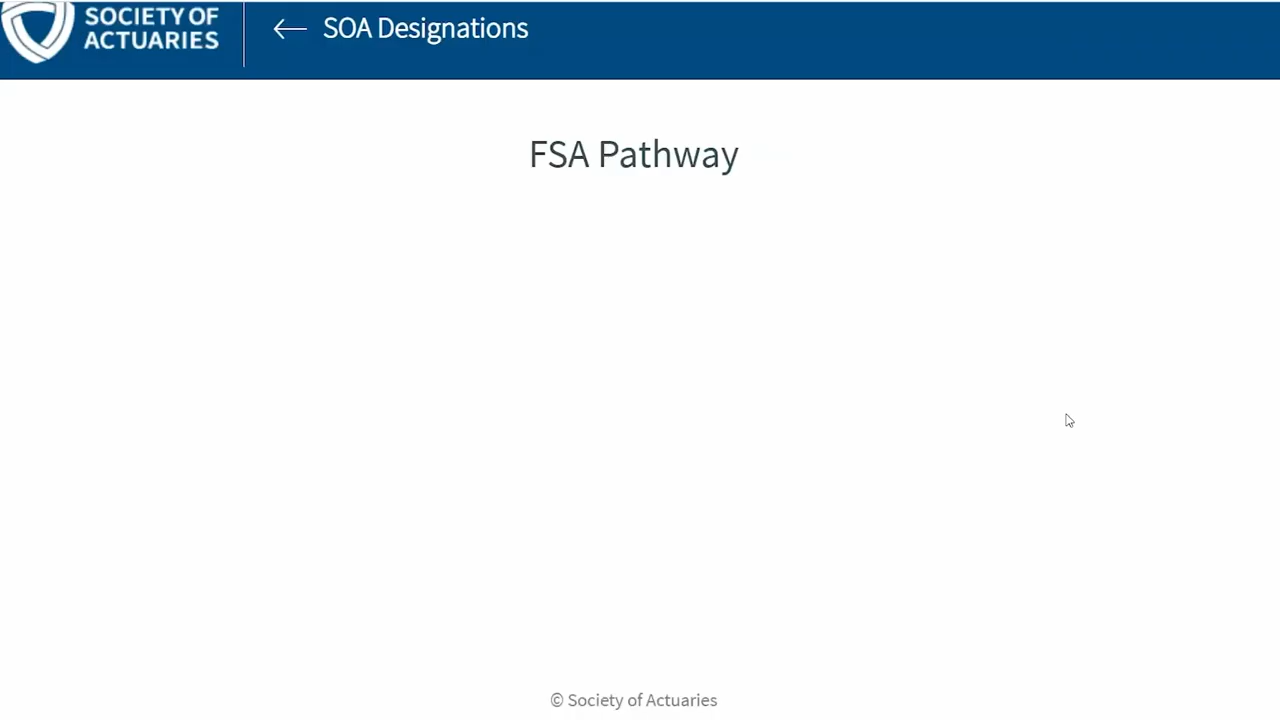 SOCIETY OF
ACTUARIES
SOA Designations
FSA Pathway
© Society of Actuaries